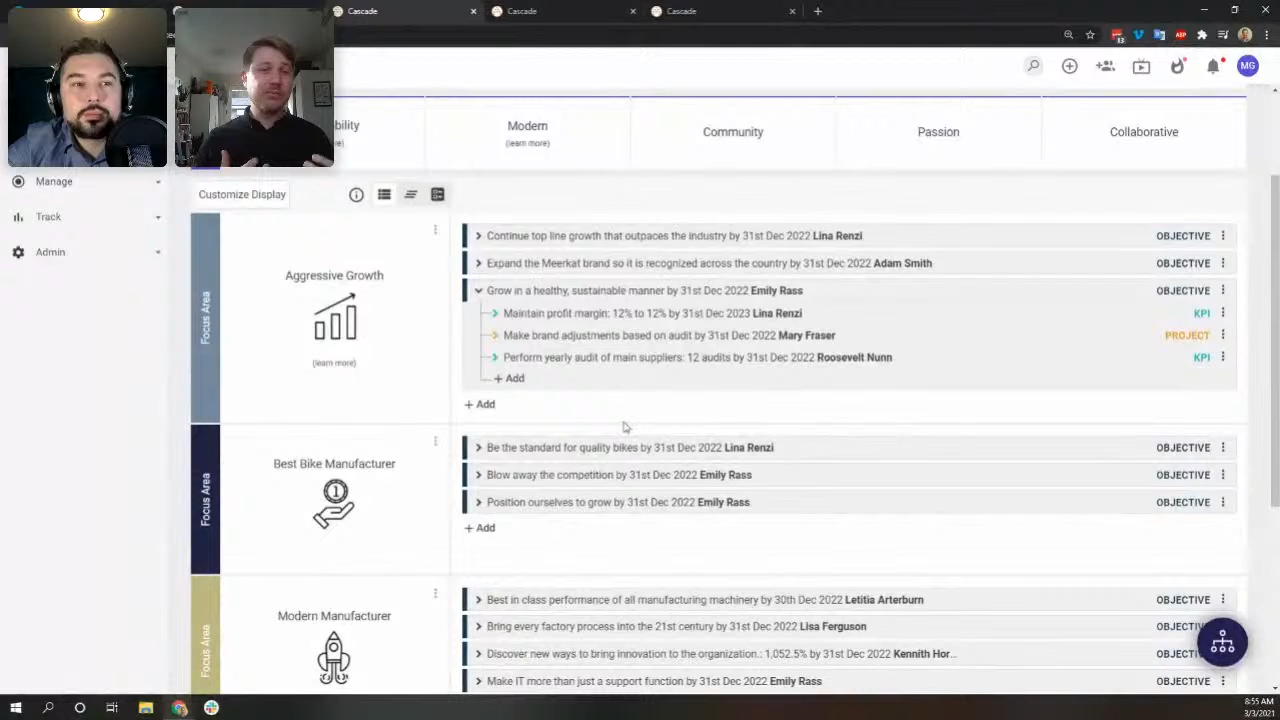 Cascade
Cascade
Cascade
13
ABP
MG
bility
Modern
Community
Passion
Collaborative
(learn more)
Manage
Track
Admin
Customize Display
Focus Area
Aggressive Growth
(learn more)
Continue top line growth that outpaces the industry by 31st Dec 2022 Lina Renzi OBJECTIVE
Expand the Meerkat brand so it is recognized across the country by 31st Dec 2022 Adam Smith OBJECTIVE
Grow in a healthy, sustainable manner by 31st Dec 2022 Emily Rass OBJECTIVE
Maintain profit margin: 12% to 12% by 31st Dec 2023 Lina Renzi KPI
Make brand adjustments based on audit by 31st Dec 2022 Mary Fraser PROJECT
Perform yearly audit of main suppliers: 12 audits by 31st Dec 2022 Roosevelt Nunn KPI
+ Add
+ Add
Focus Area
Best Bike Manufacturer
1
Be the standard for quality bikes by 31st Dec 2022 Lina Renzi OBJECTIVE
Blow away the competition by 31st Dec 2022 Emily Rass OBJECTIVE
Position ourselves to grow by 31st Dec 2022 Emily Rass OBJECTIVE
+ Add
Focus Area
Modern Manufacturer
Best in class performance of all manufacturing machinery by 30th Dec 2022 Letitia Arterburn OBJECTIVE
Bring every factory process into the 21st century by 31st Dec 2022 Lisa Ferguson OBJECTIV
Discover new ways to bring innovation to the organization.: 1,052.5% by 31st Dec 2022 Kennith Hor... OBJECTI
Make IT more than just a support function by 31st Dec 2022 Emily Rass OBJECTIVE
8:55 AM
3/3/2021